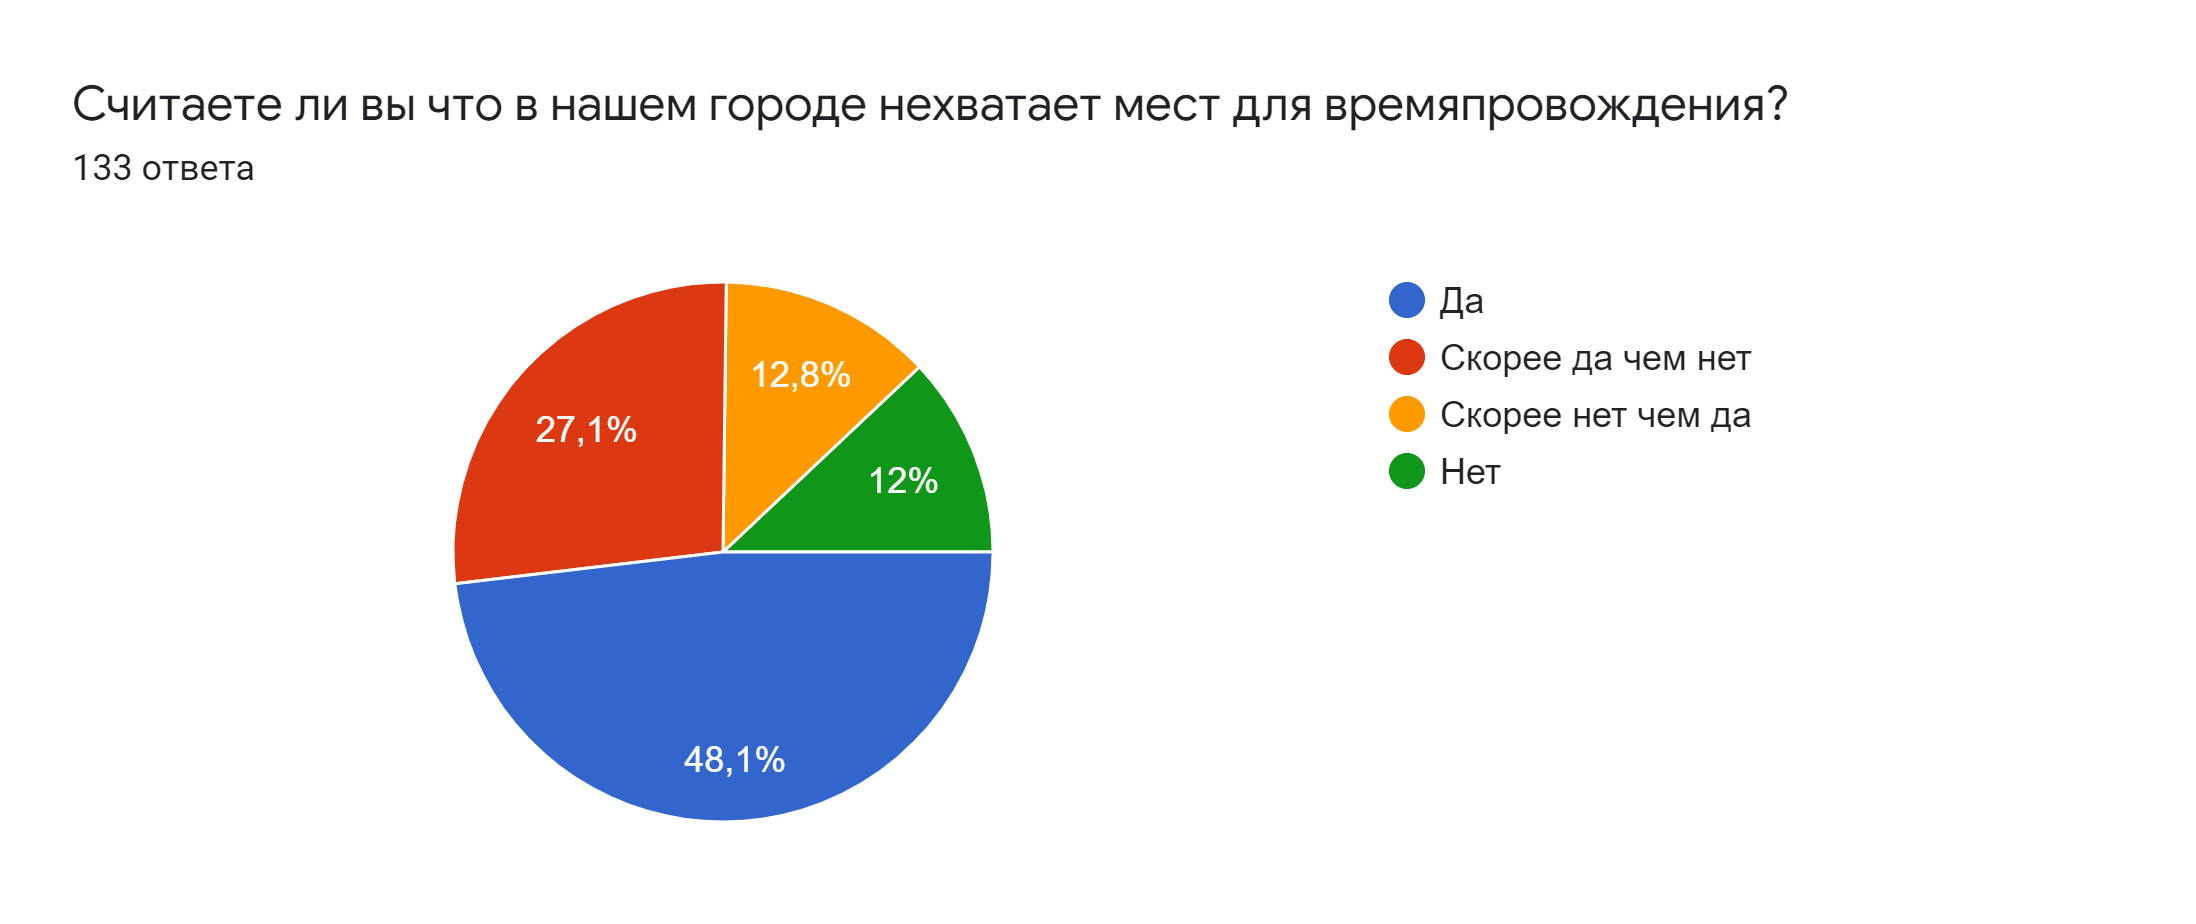 Считаете ли вы что в нашем городе нехватает мест для времяпровождения?
133 ответа
Да
Скорее да чем нет
Скорее нет чем да
Нет
12,8%
27,1%
12%
48,1%